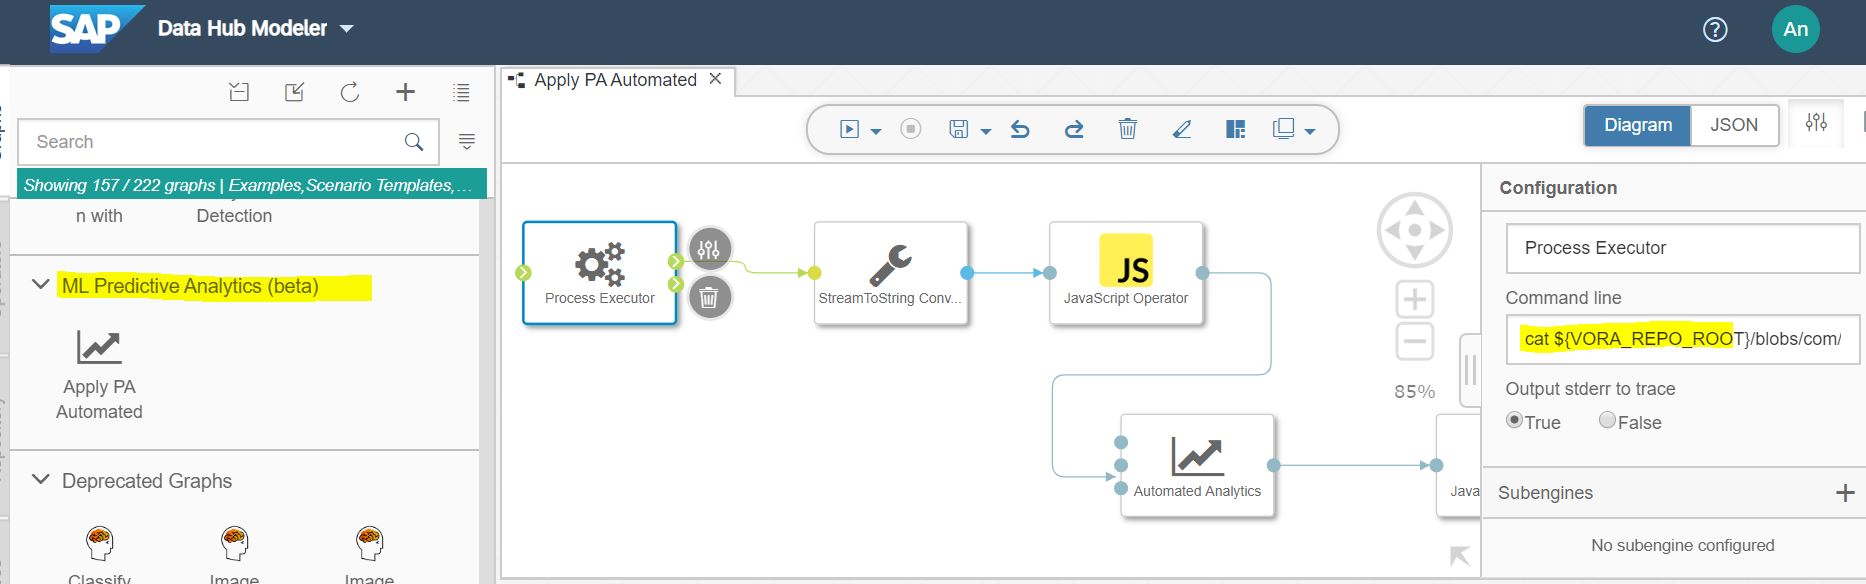 SAP
Data Hub Modeler
An
Apply PA Automated
Search
Diagram
JSON
Showing 157 / 222 graphs | Examples,Scenario Templates,…
n with
Detection
ML Predictive Analytics (beta)
Apply PA
Automated
Deprecated Graphs
Classify
Image
Image
Process Executor
StreamToString Conv...
JS
JavaScript Operator
Automated Analytics
Java
85%
Configuration
Process Executor
Command line
cat ${VORA_REPO_ROOT}/blobs/com/
Output stderr to trace
True
False
Subengines
No subengine configured